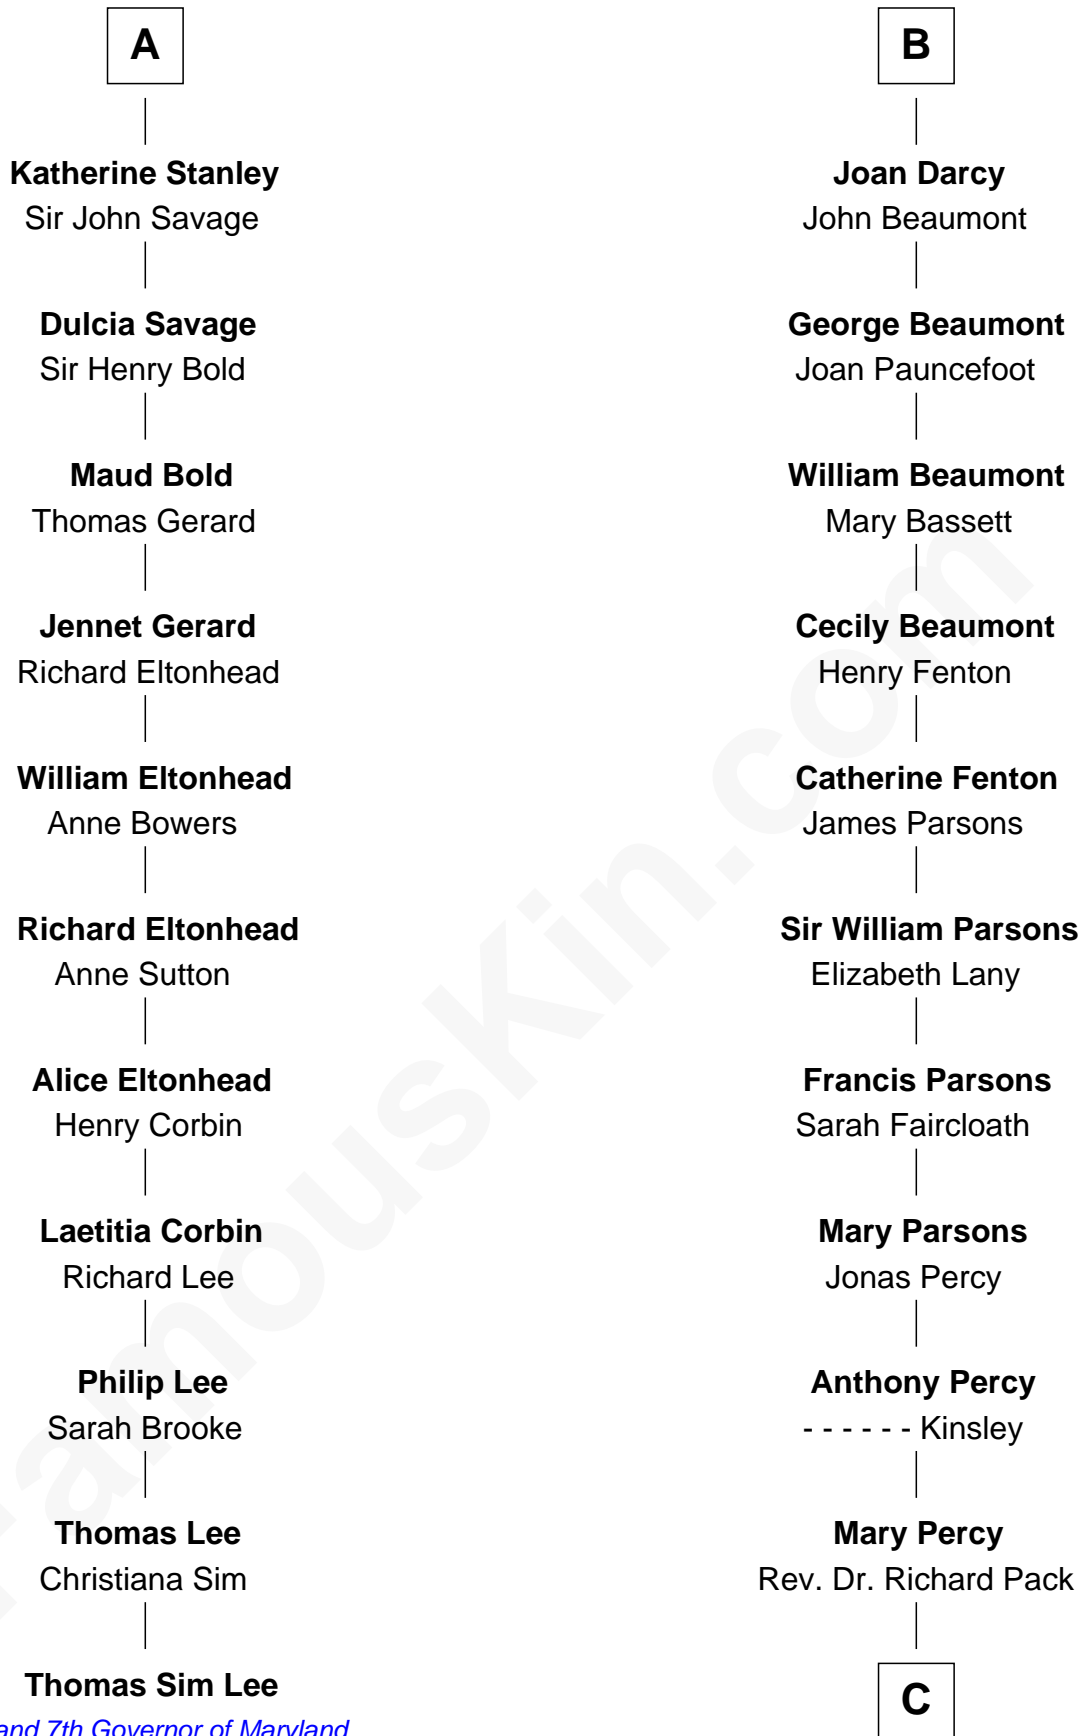 A
Katherine Stanley
Sir John Savage
Dulcia Savage
Sir Henry Bold
Maud Bold
Thomas Gerard
Jennet Gerard
Richard Eltonhead
William Eltonhead
Anne Bowers
Richard Eltonhead
Anne Sutton
Alice Eltonhead
Henry Corbin
Laetitia Corbin
Richard Lee
Philip Lee
Sarah Brooke
Thomas Lee
Christiana Sim
Thomas Sim Lee
and 7th Governor of Maryland
B
Joan Darcy
John Beaumont
George Beaumont
Joan Pauncefoot
William Beaumont
Mary Bassett
Cecily Beaumont
Henry Fenton
Catherine Fenton
James Parsons
Sir William Parsons
Elizabeth Lany
Francis Parsons
Sarah Faircloath
Mary Parsons
Jonas Percy
Anthony Percy
- - - - - - Kinsley
Mary Percy
Rev. Dr. Richard Pack
C
FamousKin.com